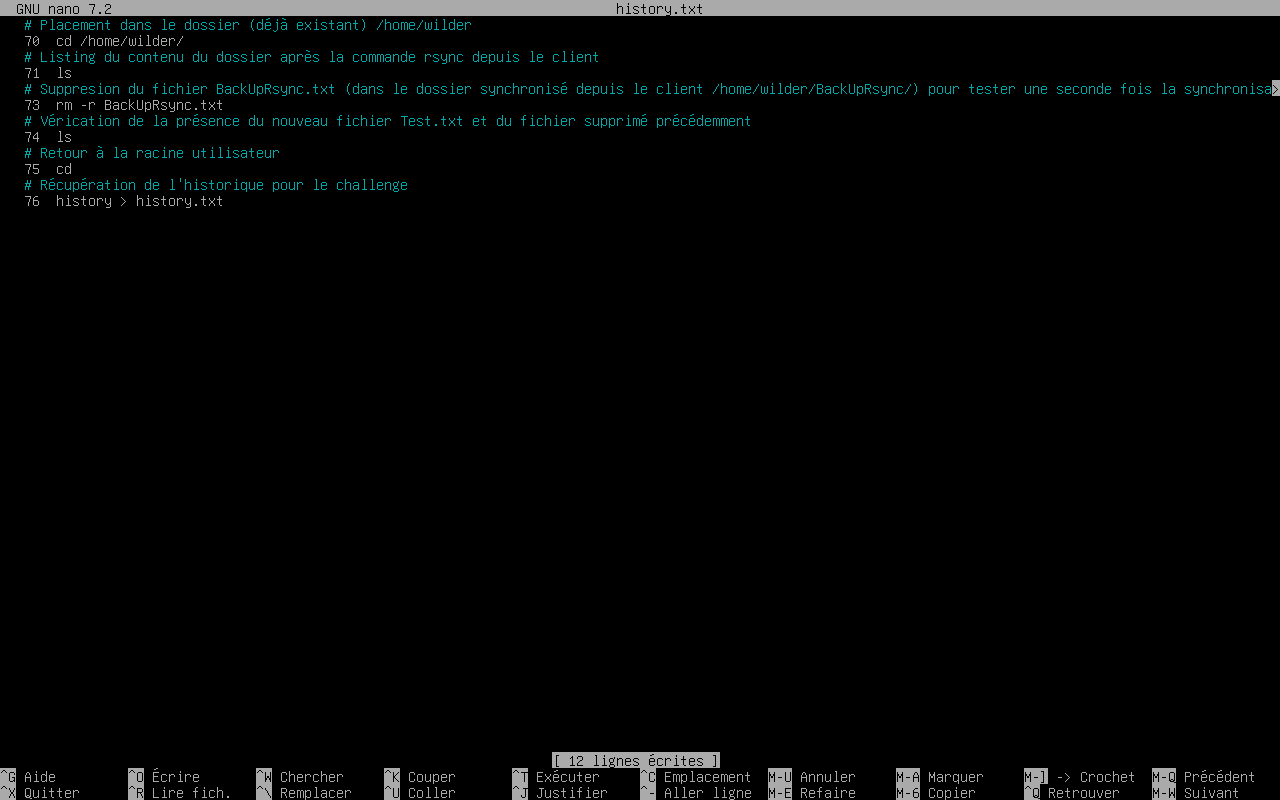 GNU nano 7.2 history.txt
# Placement dans le dossier (déjà existant) /home/wilder
70 cd /home/wilder/
# Listing du contenu du dossier après la commande rsync depuis le client
71 ls
# Suppresion du fichier BackUpRsync.txt (dans le dossier synchronisé depuis le client /home/wilder/BackUpRsync/) pour tester une seconde fois la synchronisa>
73 rm -r BackUpRsync.txt
# Vérication de la présence du nouveau fichier Test.txt et du fichier supprimé précédemment
74 ls
# Retour à la racine utilisateur
75 cd
# Récupération de l'historique pour le challenge
76 history > history.txt
[ 12 lignes écrites ]
^G Aide ^O Écrire ^W Chercher ^K Couper ^T Exécuter ^C Emplacement M-U Annuler M-A Marquer M-] -> Crochet M-Q Précédent
^X Quitter ^R Lire fich. ^\ Remplacer ^U Coller ^J Justifier ^- Aller ligne M-E Refaire M-6 Copier ^Q Retrouver M-W Suivant